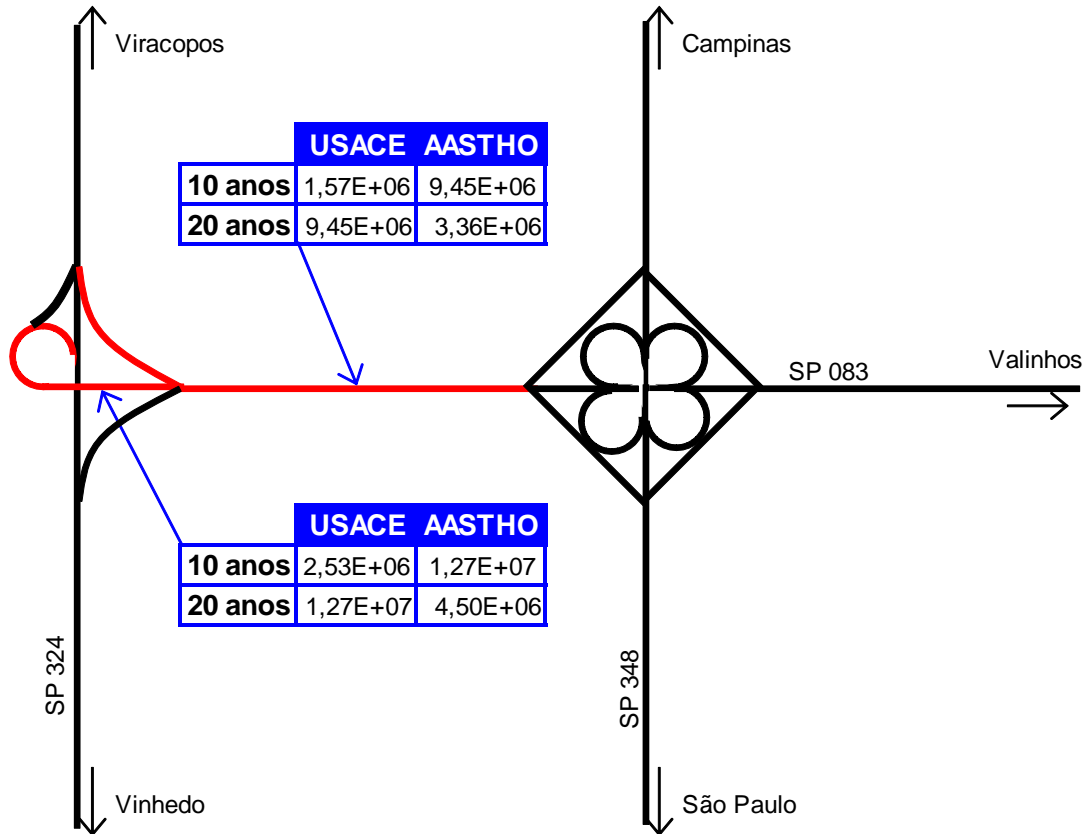 Viracopos
Campinas
USACE AASTHO
10 anos 1,57E+06 9,45E+06
20 anos 9,45E+06 3,36E+06
SP 083
Valinhos
USACE AASTHO
10 anos 2,53E+06 1,27E+07
20 anos 1,27E+07 4,50E+06
SP 324
SP 348
Vinhedo
São Paulo